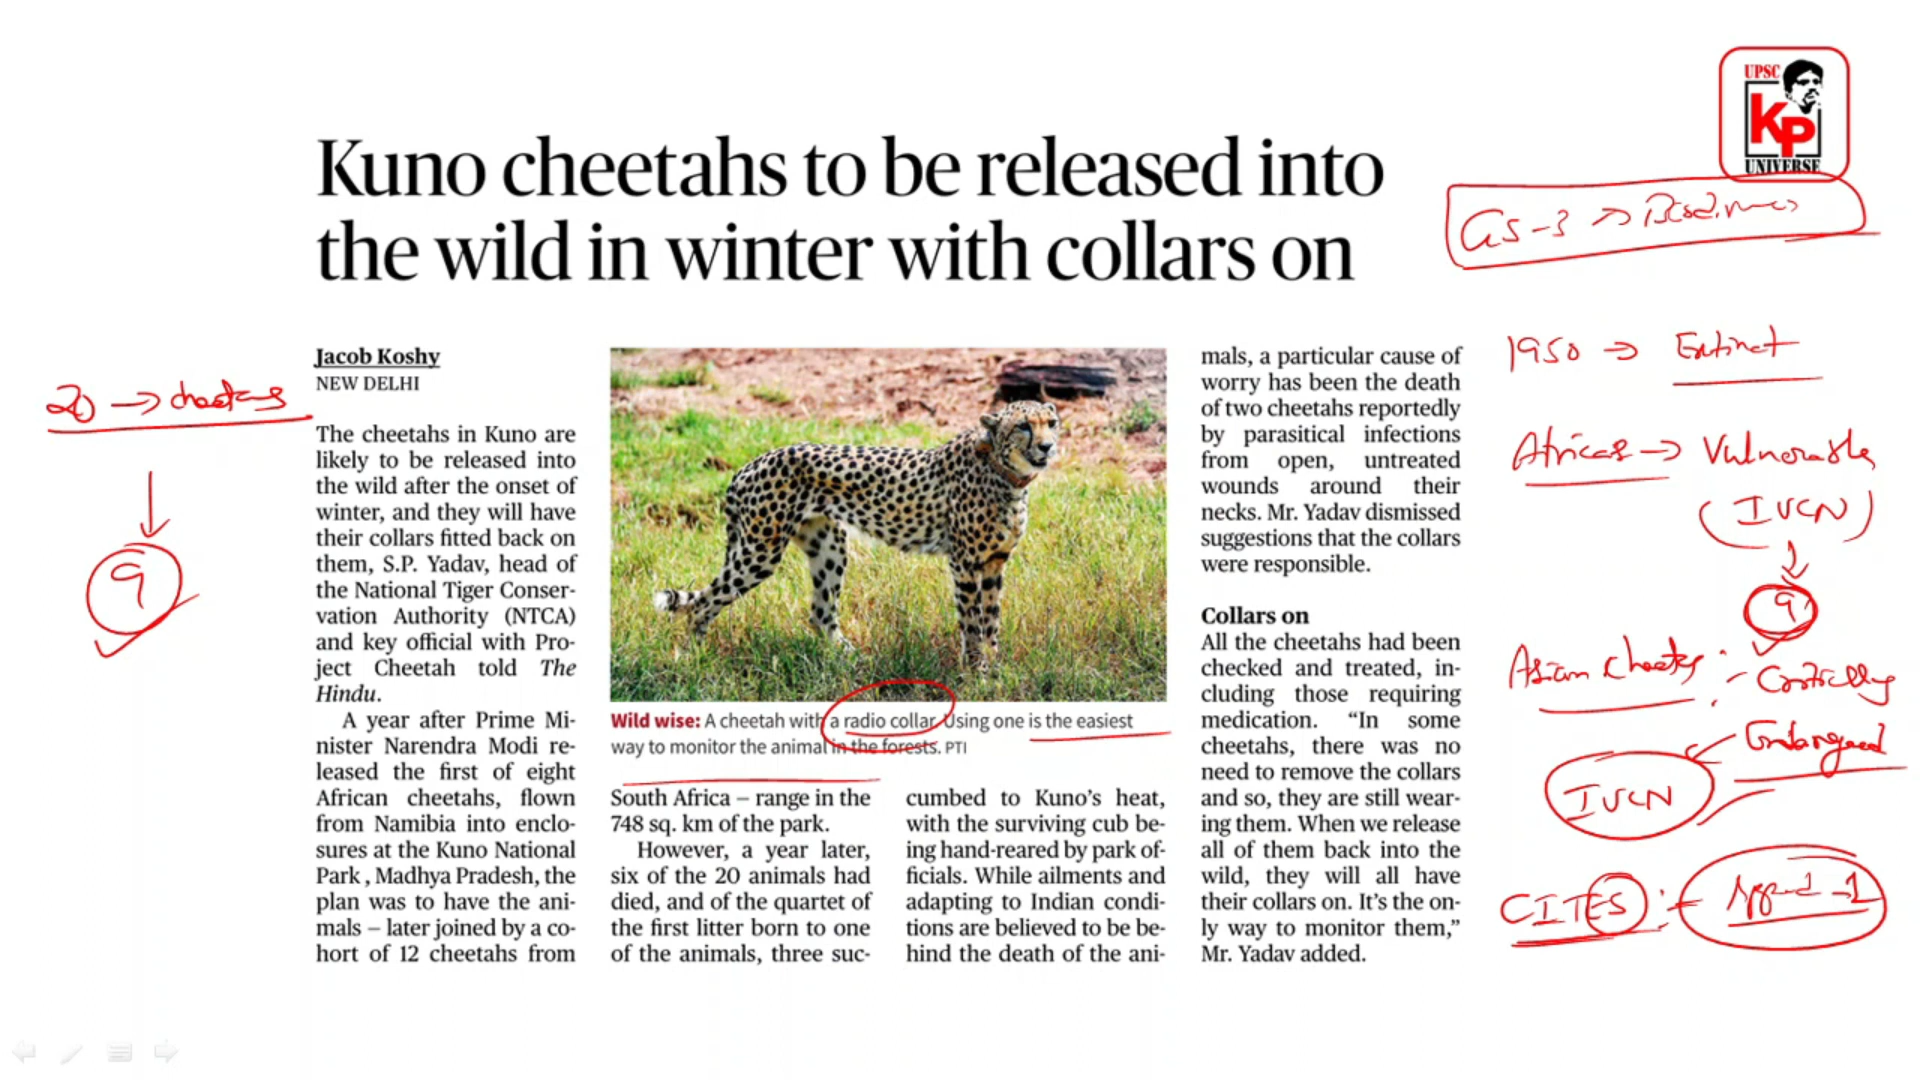 UPSC
KP
UNIVERSE
Kuno cheetahs to be released into
the wild in winter with collars on
GS-3 →
Jacob Koshy
NEW DELHI
The cheetahs in Kuno are
likely to be released into
the wild after the onset of
winter, and they will have
their collars fitted back on
them, S.P. Yadav, head of
the National Tiger Conser-
vation Authority (NTCA)
and key official with Pro-
ject Cheetah told The
Hindu.
A year after Prime Mi-
nister Narendra Modi re-
leased the first of eight
African cheetahs, flown
from Namibia into enclo-
sures at the Kuno National
Park , Madhya Pradesh, the
plan was to have the ani-
mals – later joined by a co-
hort of 12 cheetahs from
Wild wise: A cheetah with a radio collar. Using one is the easiest
way to monitor the animal in the forests. PTI
South Africa – range in the
748 sq. km of the park.
However, a year later,
six of the 20 animals had
died, and of the quartet of
the first litter born to one
of the animals, three suc-
cumbed to Kuno’s heat,
with the surviving cub be-
ing hand-reared by park of-
ficials. While ailments and
adapting to Indian condi-
tions are believed to be be-
hind the death of the ani-
mals, a particular cause of
worry has been the death
of two cheetahs reportedly
by parasitical infections
from open, untreated
wounds around their
necks. Mr. Yadav dismissed
suggestions that the collars
were responsible.
Collars on
All the cheetahs had been
checked and treated, in-
cluding those requiring
medication. “In some
cheetahs, there was no
need to remove the collars
and so, they are still wear-
ing them. When we release
all of them back into the
wild, they will all have
their collars on. It’s the on-
ly way to monitor them,”
Mr. Yadav added.
20 → cheetahs
9
1950 → Extinct
African → Vulnerable
(IUCN)
9
Asian Cheetah :- Critically
Endangered
IUCN
CITES :-